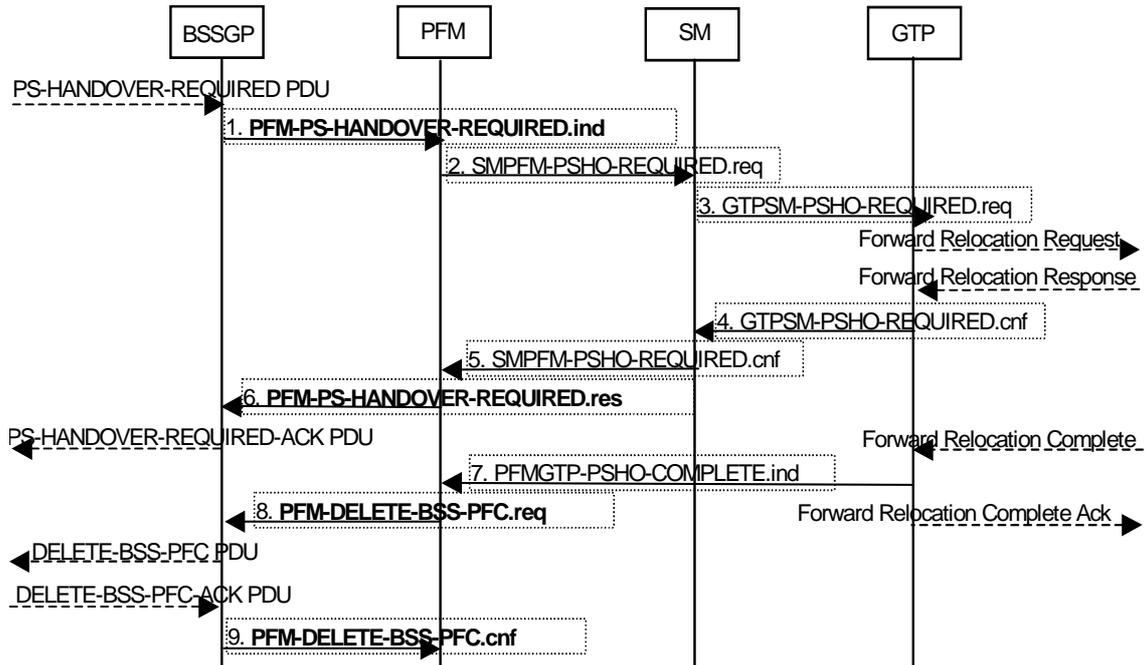 BSSGP
PFM
SM
GTP
PS-HANDOVER-REQUIRED PDU
1. PFM-PS-HANDOVER-REQUIRED.ind
2. SMPFM-PSHO-REQUIRED.req
3. GTPSM-PSHO-REQUIRED.req
Forward Relocation Request
Forward Relocation Response
4. GTPSM-PSHO-REQUIRED.cnf
5. SMPFM-PSHO-REQUIRED.cnf
6. PFM-PS-HANDOVER-REQUIRED.res
PS-HANDOVER-REQUIRED-ACK PDU
Forward Relocation Complete
7. PFMGTP-PSHO-COMPLETE.ind
8. PFM-DELETE-BSS-PFC.req
Forward Relocation Complete Ack
DELETE-BSS-PFC PDU
DELETE-BSS-PFC-ACK PDU
9. PFM-DELETE-BSS-PFC.cnf